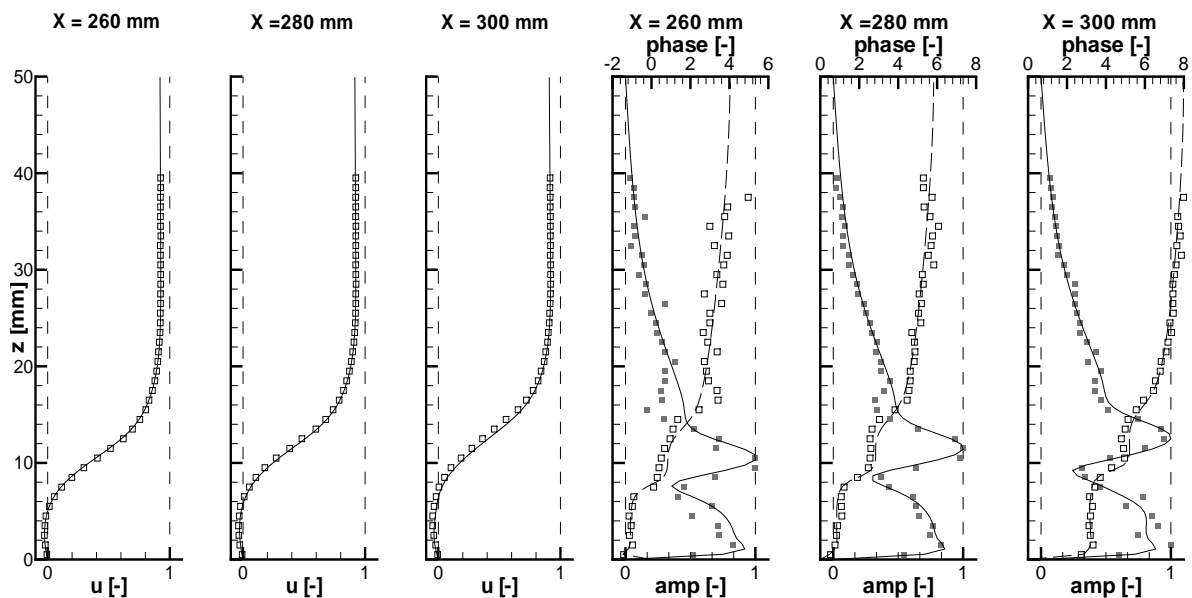 X = 260 mm
X =280 mm
X = 300 mm
X = 260 mm
X =280 mm
X = 300 mm
phase [-]
phase [-]
phase [-]
-2 0 2 4 6
0 2 4 6 8
0 2 4 6 8
50
40
30
20
10
0
z [mm]
0 1
0 1
0 1
0 1
0 1
0 1
u [-]
u [-]
u [-]
amp [-]
amp [-]
amp [-]